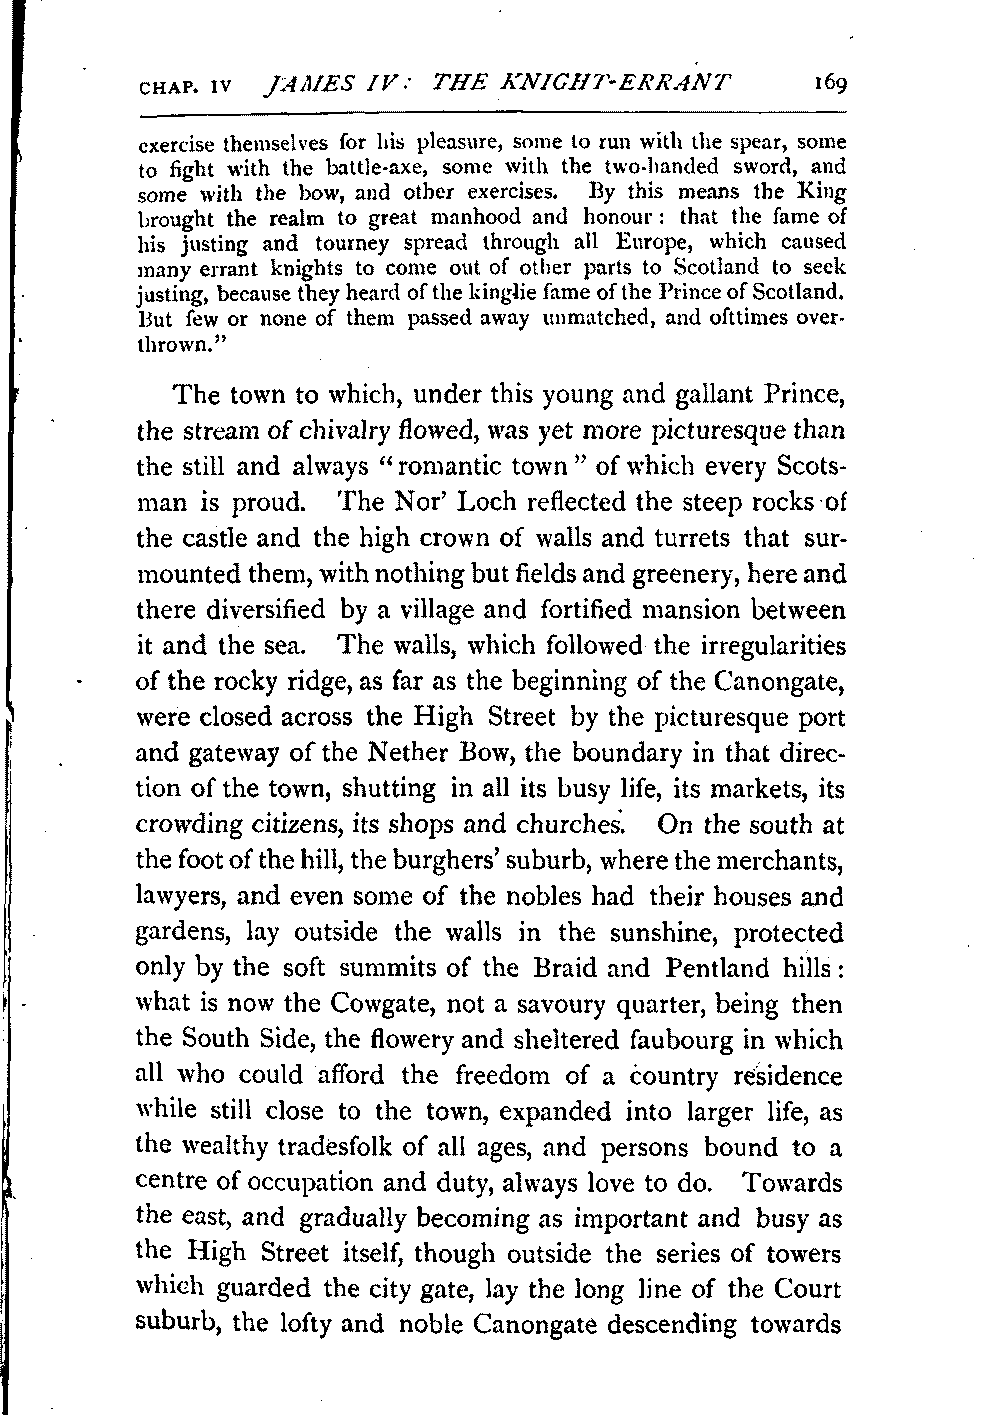 CHAP. IV JAMES IV: THE KNIGHT-ERRANT 169
exercise themselves for his pleasure, some to run with the spear, some
to fight with the battle-axe, some with the two-handed sword, and
some with the bow, and other exercises. By this means the King
brought the realm to great manhood and honour: that the fame of
his justing and tourney spread through all Europe, which caused
many errant knights to come out of other parts to Scotland to seek
justing, because they heard of the kinglie fame of the Prince of Scotland.
But few or none of them passed away unmatched, and ofttimes over-
thrown."
The town to which, under this young and gallant Prince,
the stream of chivalry flowed, was yet more picturesque than
the still and always "romantic town" of which every Scots-
man is proud. The Nor' Loch reflected the steep rocks of
the castle and the high crown of walls and turrets that sur-
mounted them, with nothing but fields and greenery, here and
there diversified by a village and fortified mansion between
it and the sea. The walls, which followed the irregularities
of the rocky ridge, as far as the beginning of the Canongate,
were closed across the High Street by the picturesque port
and gateway of the Nether Bow, the boundary in that direc-
tion of the town, shutting in all its busy life, its markets, its
crowding citizens, its shops and churches. On the south at
the foot of the hill, the burghers' suburb, where the merchants,
lawyers, and even some of the nobles had their houses and
gardens, lay outside the walls in the sunshine, protected
only by the soft summits of the Braid and Pentland hills:
what is now the Cowgate, not a savoury quarter, being then
the South Side, the flowery and sheltered faubourg in which
all who could afford the freedom of a country residence
while still close to the town, expanded into larger life, as
the wealthy tradesfolk of all ages, and persons bound to a
centre of occupation and duty, always love to do. Towards
the east, and gradually becoming as important and busy as
the High Street itself, though outside the series of towers
which guarded the city gate, lay the long line of the Court
suburb, the lofty and noble Canongate descending towards